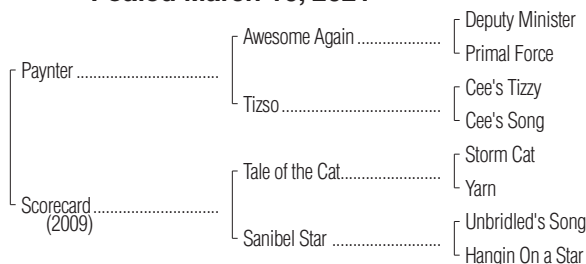 Deputy Minister
Awesome Again
Primal Force
Paynter
Cee's Tizzy
Tizso
Cee's Song
Storm Cat
Tale of the Cat
Yarn
Scorecard
(2009)
Unbridled's Song
Sanibel Star
Hangin On a Star